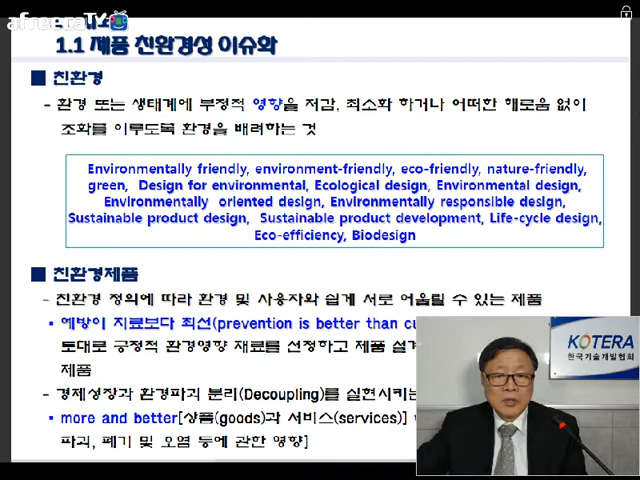 afreecaTV
1.1 제품 친환경성 이슈화
■ 친환경
- 환경 또는 생태계에 부정적 영향을 저감, 최소화 하거나 어떠한 해로움 없이
조화를 이루도록 환경을 배려하는 것
Environmentally friendly, environment-friendly, eco-friendly, nature-friendly,
green, Design for environmental, Ecological design, Environmental design,
Environmentally oriented design, Environmentally responsible design,
Sustainable product design, Sustainable product development, Life-cycle design,
Eco-efficiency, Biodesign
■ 친환경제품
- 친환경 정의에 따라 환경 및 사용자와 쉽게 서로 어울릴 수 있는 제품
▪ 예방이 치료보다 최선(prevention is better than cu
토대로 긍정적 환경영향 재료를 선정하고 제품 설계
제품
- 경제성장과 환경파괴 분리(Decoupling)를 실현시키는
▪ more and better[상품(goods)과 서비스(services)]
파괴, 폐기 및 오염 등에 관한 영향]
KOTERA
한국기술개발협회